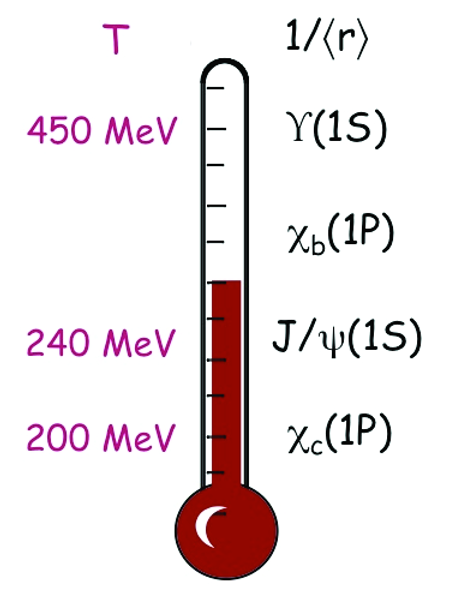 T 1/⟨r⟩
450 MeV ϒ(1S)
χb(1P)
240 MeV J/ψ(1S)
200 MeV χc(1P)